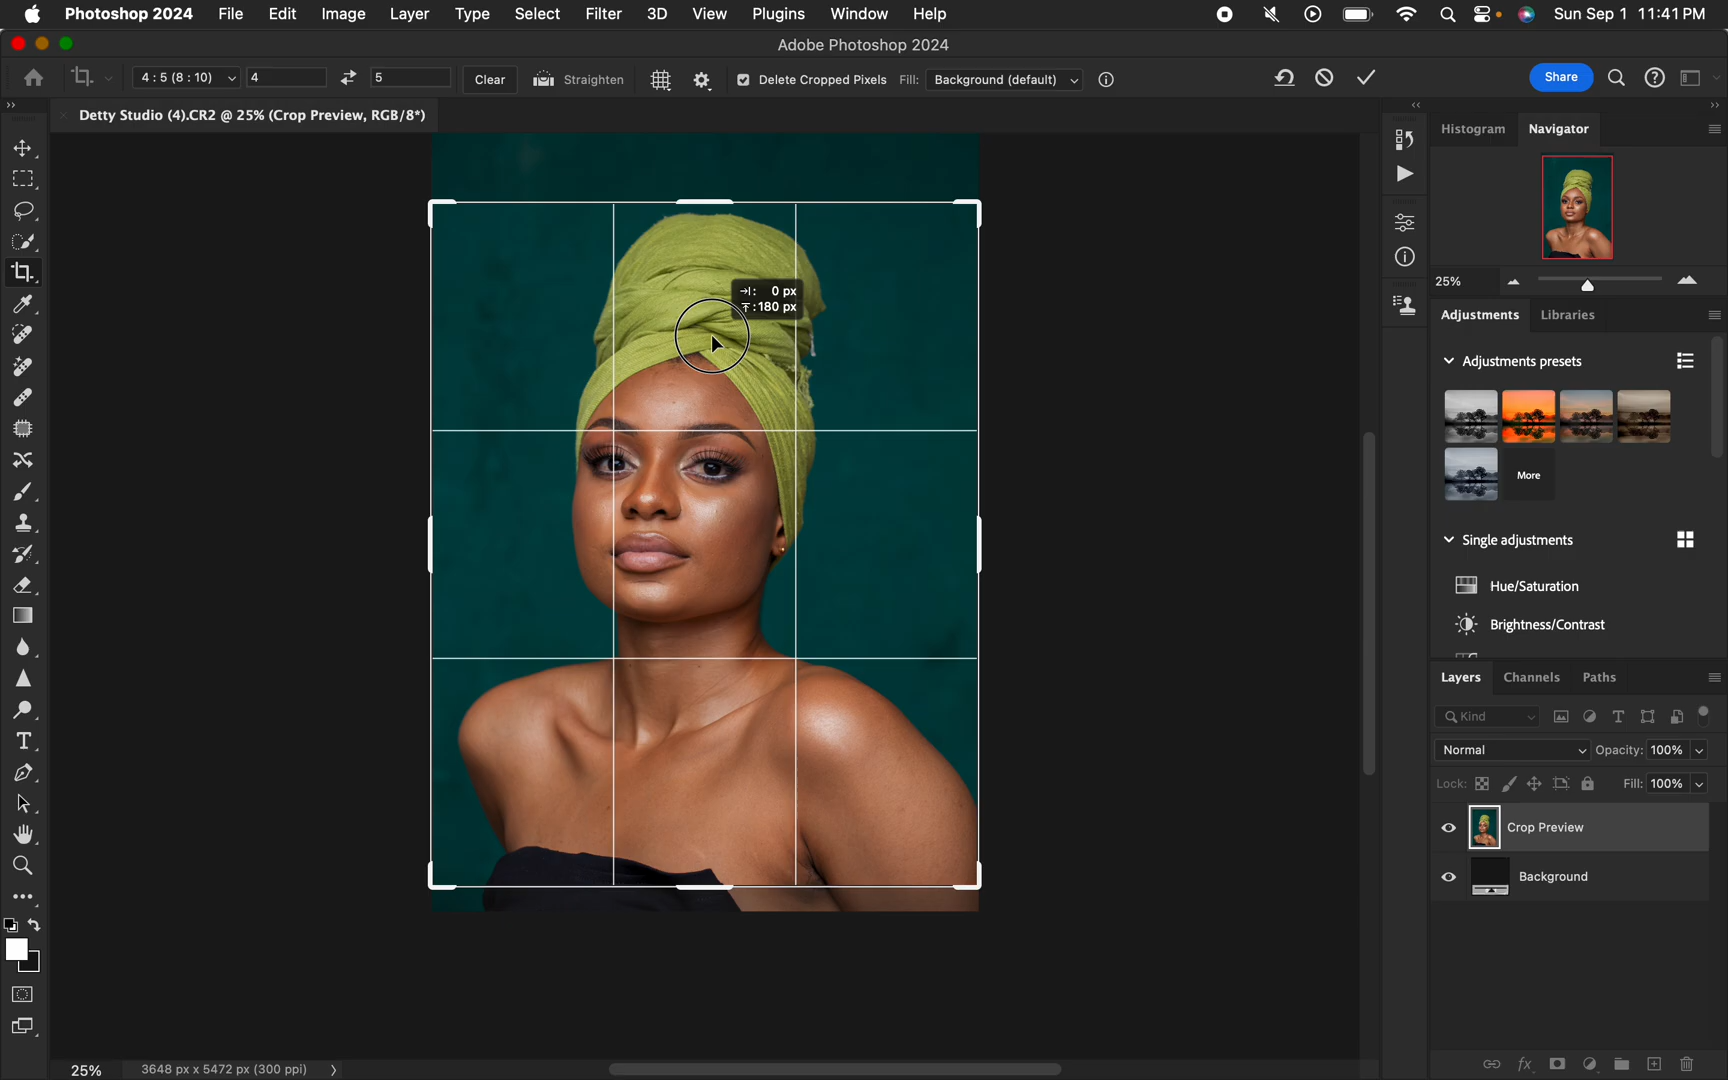 Photoshop 2024 File Edit Image Layer Type Select Filter 3D View Plugins Window Help Sun Sep 1 11:41 PM
Adobe Photoshop 2024
4 : 5 (8 : 10) 4 5 Clear Straighten Delete Cropped Pixels Fill: Background (default) Share
Detty Studio (4).CR2 @ 25% (Crop Preview, RGB/8*)
Histogram Navigator
25%
Adjustments Libraries
0 px
180 px
Adjustments presets
More
Single adjustments
Hue/Saturation
Brightness/Contrast
Layers Channels Paths
Kind
Normal Opacity: 100%
Lock: Fill: 100%
Crop Preview
Background
25% 3648 px x 5472 px (300 ppi)